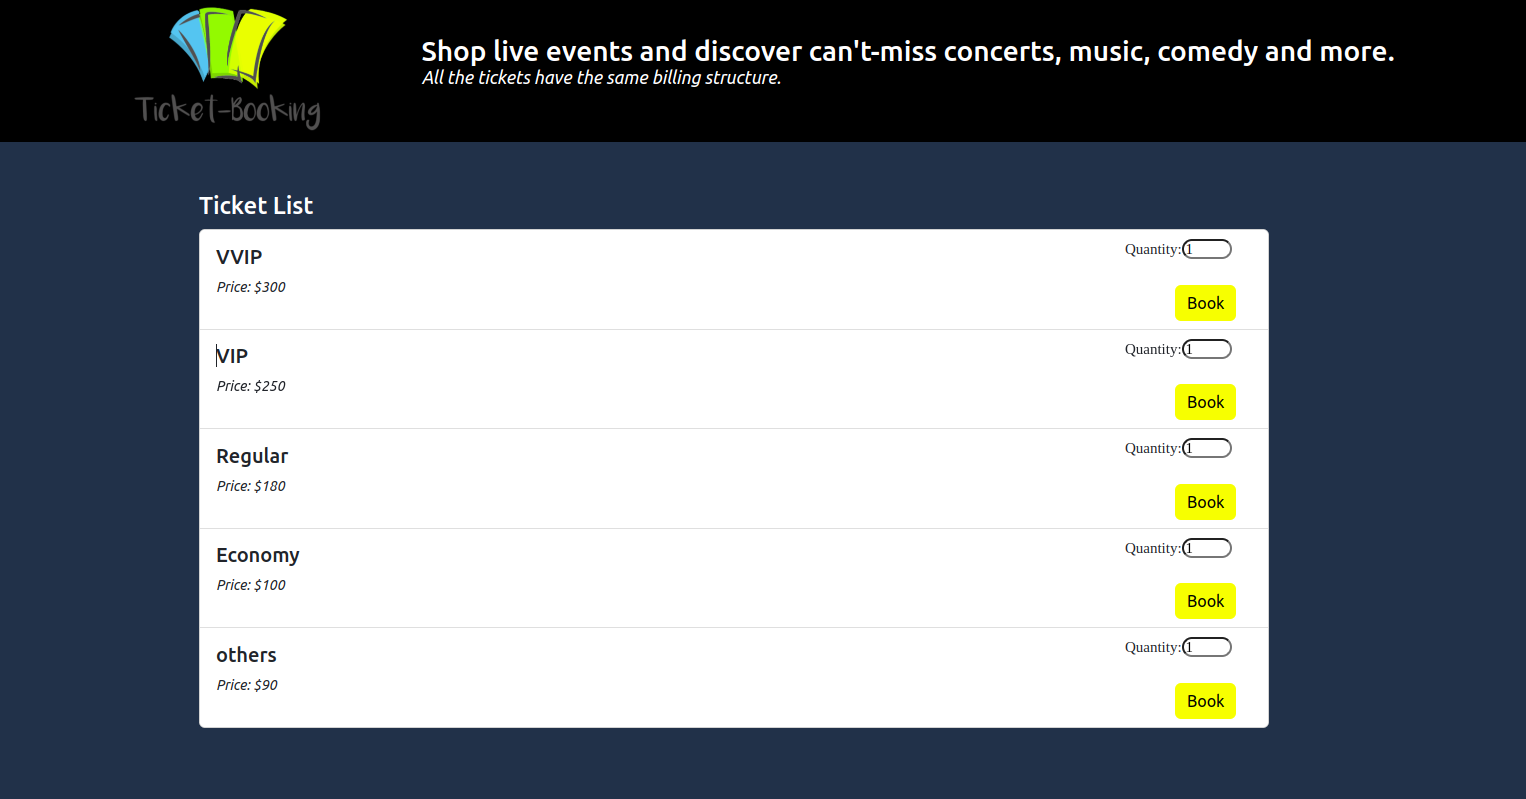 Ticket-Booking
Shop live events and discover can't-miss concerts, music, comedy and more.
All the tickets have the same billing structure.
Ticket List
VVIP
Quantity:1
Price: $300
Book
VIP
Quantity:1
Price: $250
Book
Regular
Quantity:1
Price: $180
Book
Economy
Quantity:1
Price: $100
Book
others
Quantity:1
Price: $90
Book